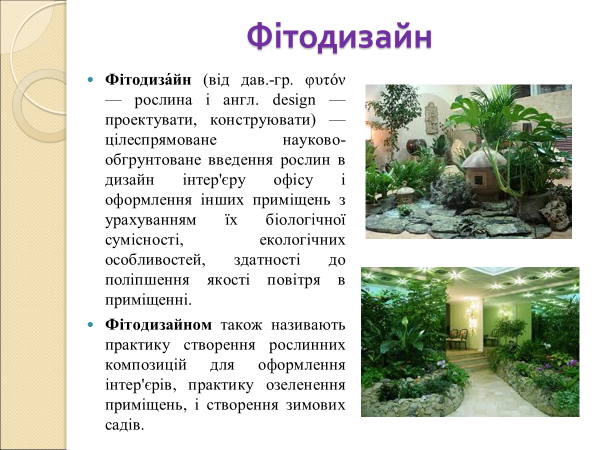 Фітодизайн
Фітодиза́йн (від дав.-гр. φυτόν
— рослина і англ. design —
проектувати, конструювати) —
цілеспрямоване науково-
обгрунтоване введення рослин в
дизайн інтер'єру офісу і
оформлення інших приміщень з
урахуванням їх біологічної
сумісності, екологічних
особливостей, здатності до
поліпшення якості повітря в
приміщенні.
Фітодизайном також називають
практику створення рослинних
композицій для оформлення
інтер'єрів, практику озеленення
приміщень, і створення зимових
садів.